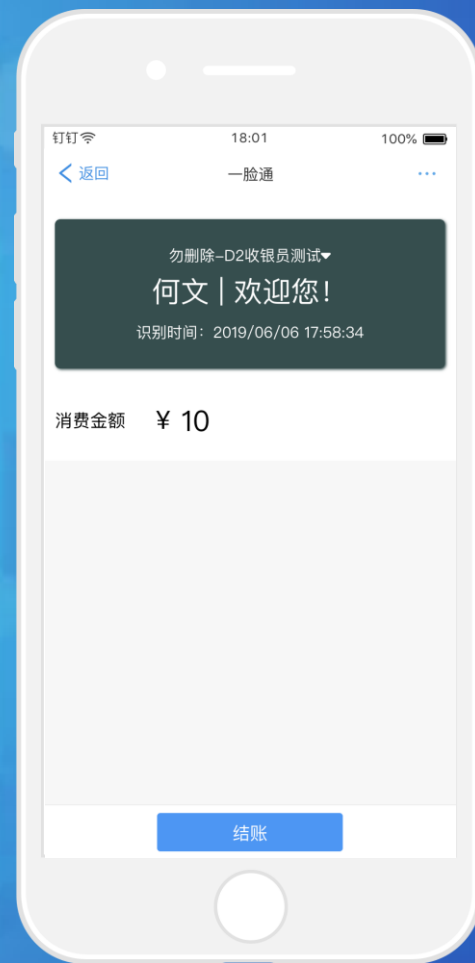 钉钉 18:01 100%
返回 一脸通 ...
勿删除-D2收银员测试
何文 | 欢迎您!
识别时间: 2019/06/06 17:58:34
消费金额 ¥ 10
结账